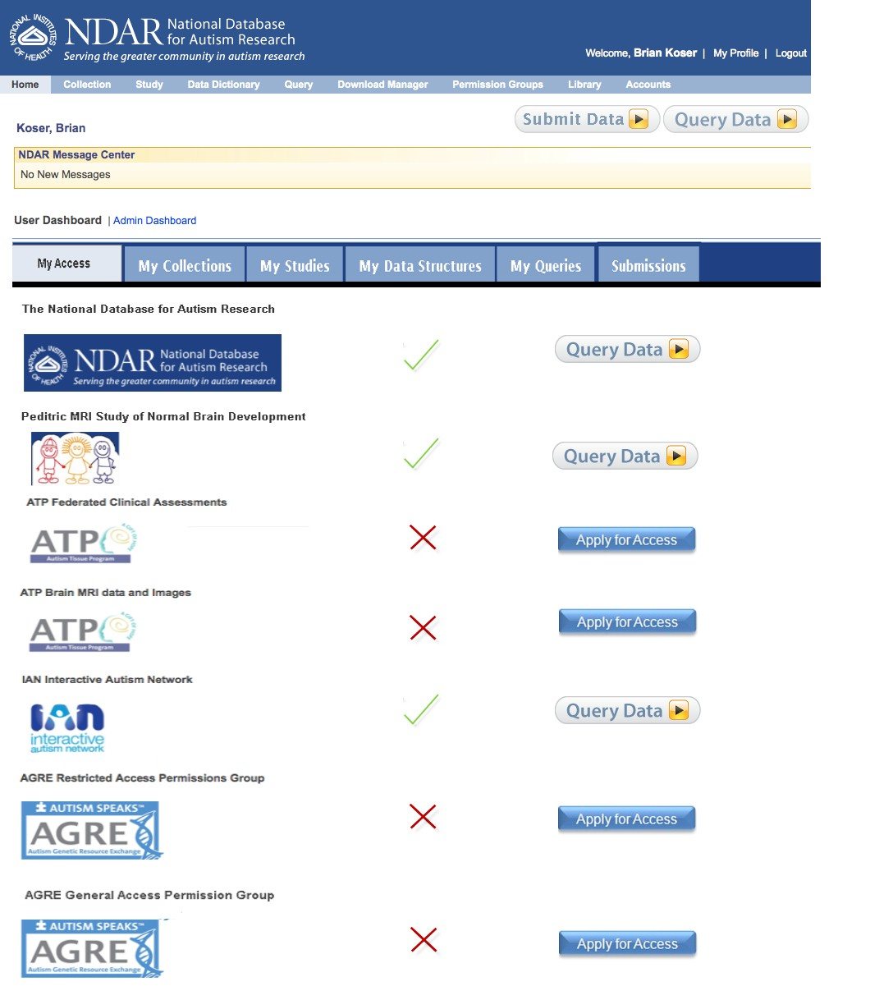 NATIONAL INSTITUTES OF HEALTH
NDAR National Database for Autism Research
Serving the greater community in autism research
Welcome, Brian Koser | My Profile | Logout
Home Collection Study Data Dictionary Query Download Manager Permission Groups Library Accounts
Submit Data Query Data
Koser, Brian
NDAR Message Center
No New Messages
User Dashboard | Admin Dashboard
My Access My Collections My Studies My Data Structures My Queries Submissions
The National Database for Autism Research
NATIONAL INSTITUTES OF HEALTH
NDAR National Database for Autism Research
Serving the greater community in autism research
Query Data
Peditric MRI Study of Normal Brain Development
Query Data
ATP Federated Clinical Assessments
ATP
A GIFT OF HOPE
Autism Tissue Program
Apply for Access
ATP Brain MRI data and Images
ATP
A GIFT OF HOPE
Autism Tissue Program
Apply for Access
IAN Interactive Autism Network
ian
interactive
autism network
Query Data
AGRE Restricted Access Permissions Group
AUTISM SPEAKS™
AGRE
Autism Genetic Resource Exchange
Apply for Access
AGRE General Access Permission Group
AUTISM SPEAKS™
AGRE
Autism Genetic Resource Exchange
Apply for Access